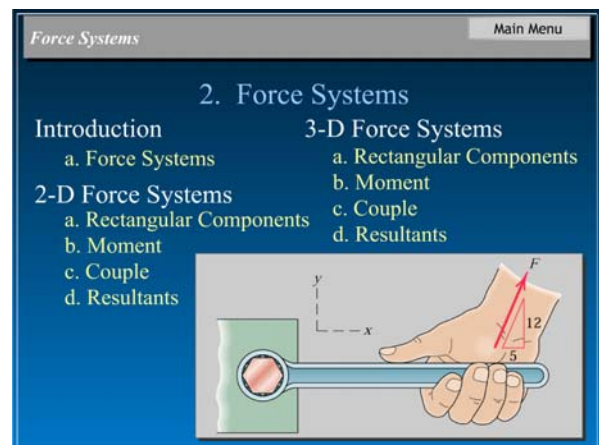 Force Systems
Main Menu
2. Force Systems
Introduction
a. Force Systems
2-D Force Systems
a. Rectangular Components
b. Moment
c. Couple
d. Resultants
3-D Force Systems
a. Rectangular Components
b. Moment
c. Couple
d. Resultants
y
x
F
12
5